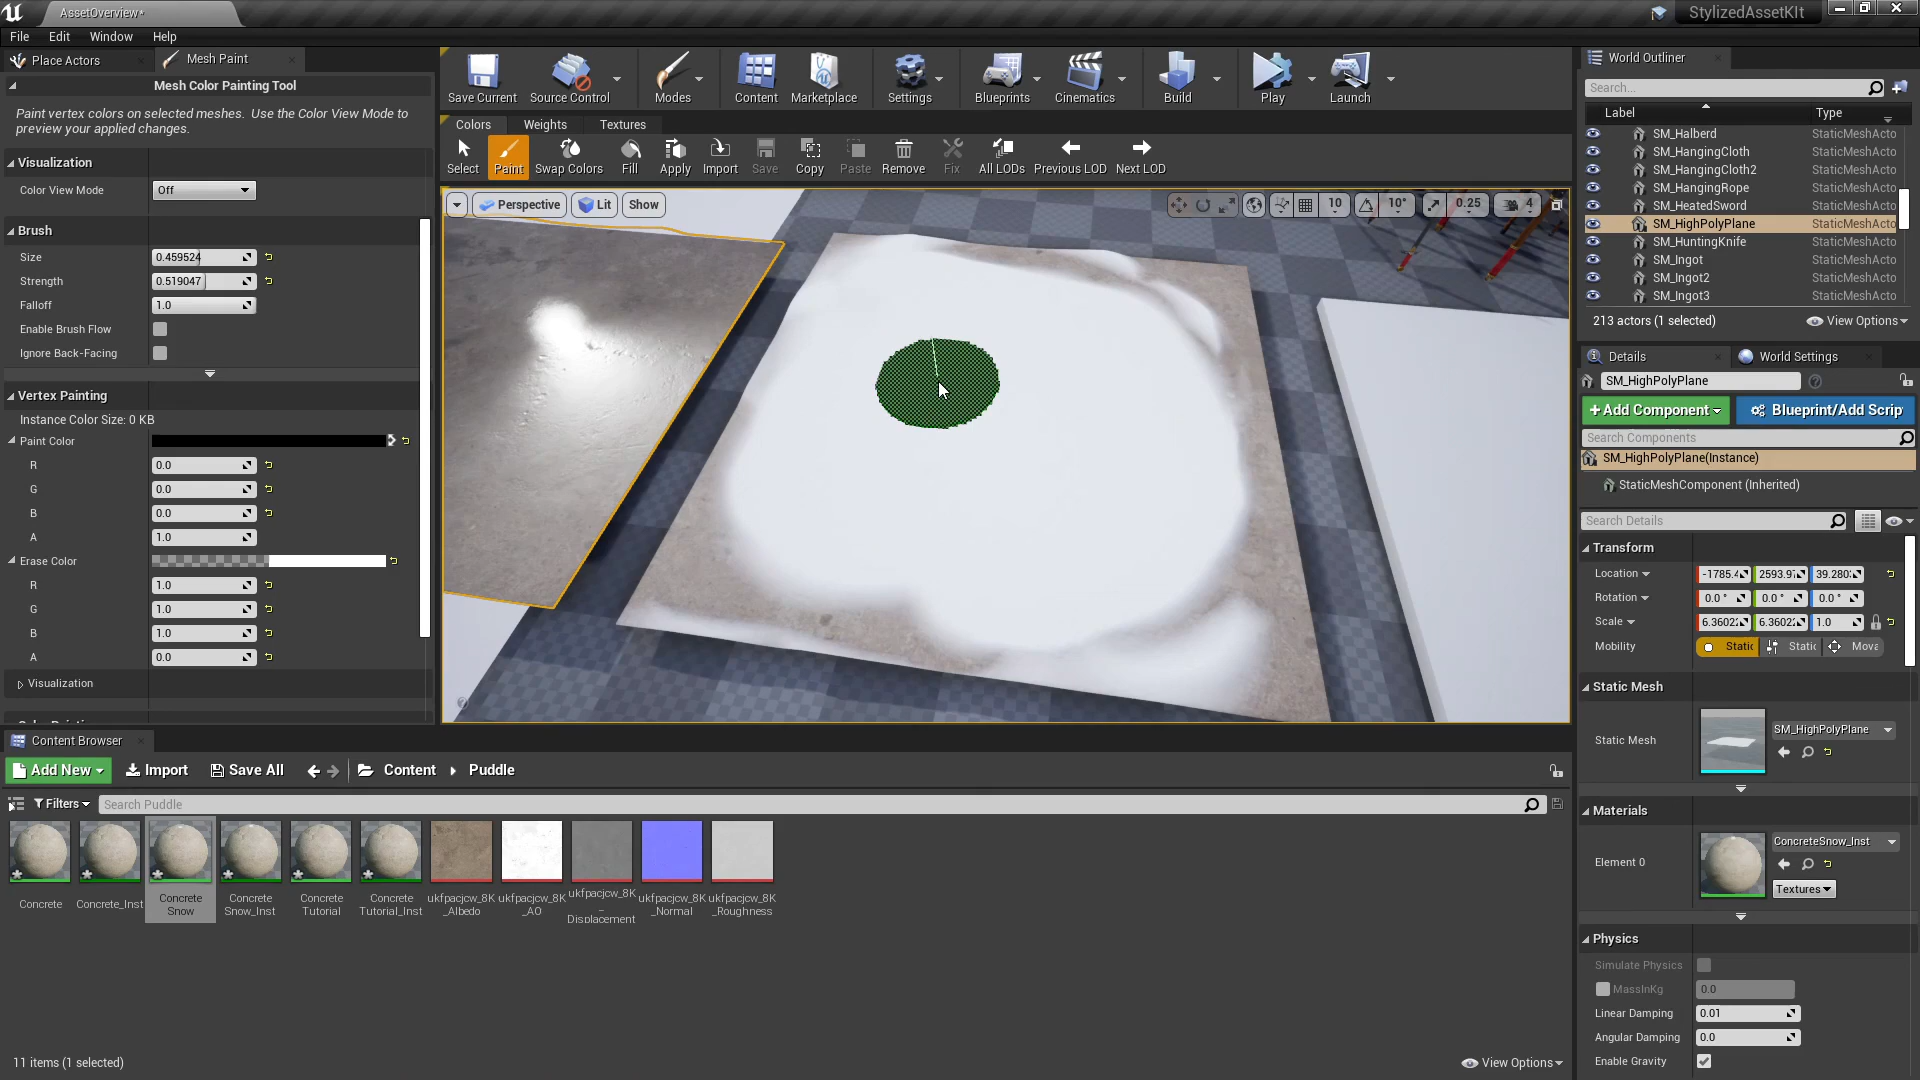 AssetOverview*
StylizedAssetKIt
File Edit Window Help
Place Actors
Mesh Paint
Mesh Color Painting Tool
Paint vertex colors on selected meshes. Use the Color View Mode to
preview your applied changes.
Visualization
Color View Mode Off
Brush
Size 0.459524
Strength 0.519047
Falloff 1.0
Enable Brush Flow
Ignore Back-Facing
Vertex Painting
Instance Color Size: 0 KB
Paint Color
R 0.0
G 0.0
B 0.0
A 1.0
Erase Color
R 1.0
G 1.0
B 1.0
A 0.0
Visualization
Save Current Source Control Modes Content Marketplace Settings Blueprints Cinematics Build Play Launch
Colors Weights Textures
Select Paint Swap Colors Fill Apply Import Save Copy Paste Remove Fix All LODs Previous LOD Next LOD
Perspective Lit Show 10 10° 0.25 4
World Outliner
Search...
Label Type
SM_Halberd StaticMeshActo
SM_HangingCloth StaticMeshActo
SM_HangingCloth2 StaticMeshActo
SM_HangingRope StaticMeshActo
SM_HeatedSword StaticMeshActo
SM_HighPolyPlane StaticMeshActo
SM_HuntingKnife StaticMeshActo
SM_Ingot StaticMeshActo
SM_Ingot2 StaticMeshActo
SM_Ingot3 StaticMeshActo
213 actors (1 selected) View Options
Details World Settings
SM_HighPolyPlane
+Add Component Blueprint/Add Scrip
Search Components
SM_HighPolyPlane(Instance)
StaticMeshComponent (Inherited)
Search Details
Transform
Location -1785.4 2593.97 39.280
Rotation 0.0 ° 0.0 ° 0.0 °
Scale 6.3602 6.3602 1.0
Mobility Static Static Mova
Static Mesh
Static Mesh SM_HighPolyPlane
Materials
Element 0 ConcreteSnow_Inst
Textures
Physics
Simulate Physics
MassInKg 0.0
Linear Damping 0.01
Angular Damping 0.0
Enable Gravity
Content Browser
Add New Import Save All Content Puddle
Filters Search Puddle
Concrete
Concrete_Inst
Concrete
Snow
Concrete
Snow_Inst
Concrete
Tutorial
Concrete
Tutorial_Inst
ukfpacjcw_8K
_Albedo
ukfpacjcw_8K
_AO
ukfpacjcw_8K
_
Displacement
ukfpacjcw_8K
_Normal
ukfpacjcw_8K
_Roughness
11 items (1 selected) View Options